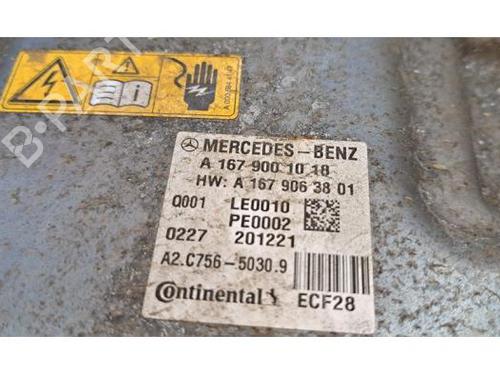 MERCEDES-BENZ
A 167 900 10 18
HW: A 167 906 38 01
Q001 LE0010
PE0002
0227 201221
A2.C756-5030.9
Continental ECF28
B-PARTS